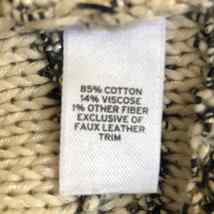 85% COTTON
14% VISCOSE
1% OTHER FIBER
EXCLUSIVE OF
FAUX LEATHER
TRIM